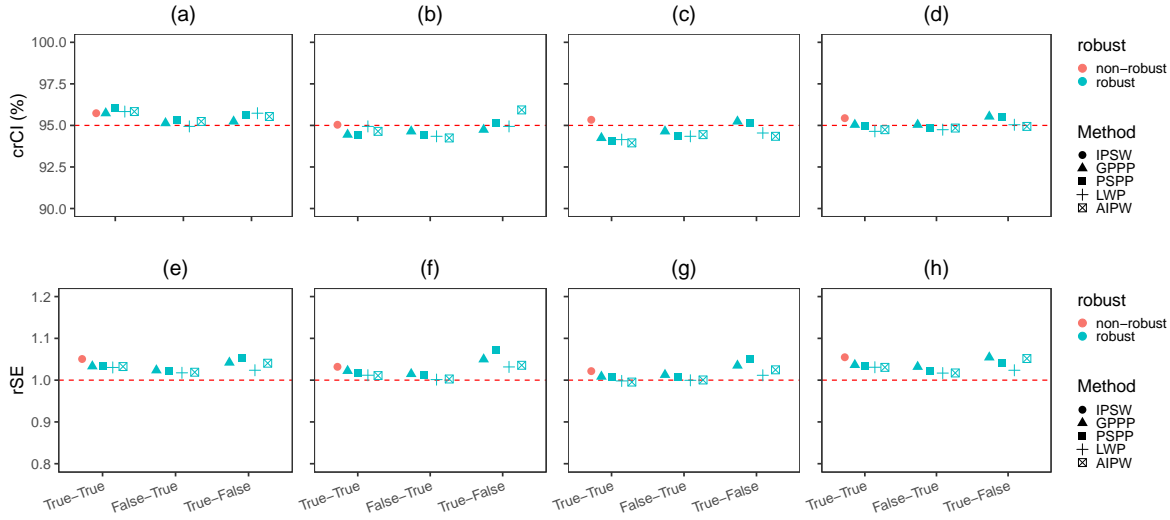 (a) (b) (c) (d)
crCI (%)
100.0
97.5
95.0
92.5
90.0
robust
non−robust
robust
Method
IPSW
GPPP
PSPP
LWP
AIPW
(e) (f) (g) (h)
rSE
1.2
1.1
1.0
0.9
0.8
robust
non−robust
robust
Method
IPSW
GPPP
PSPP
LWP
AIPW
True−True False−True True−False True−True False−True True−False True−True False−True True−False True−True False−True True−False